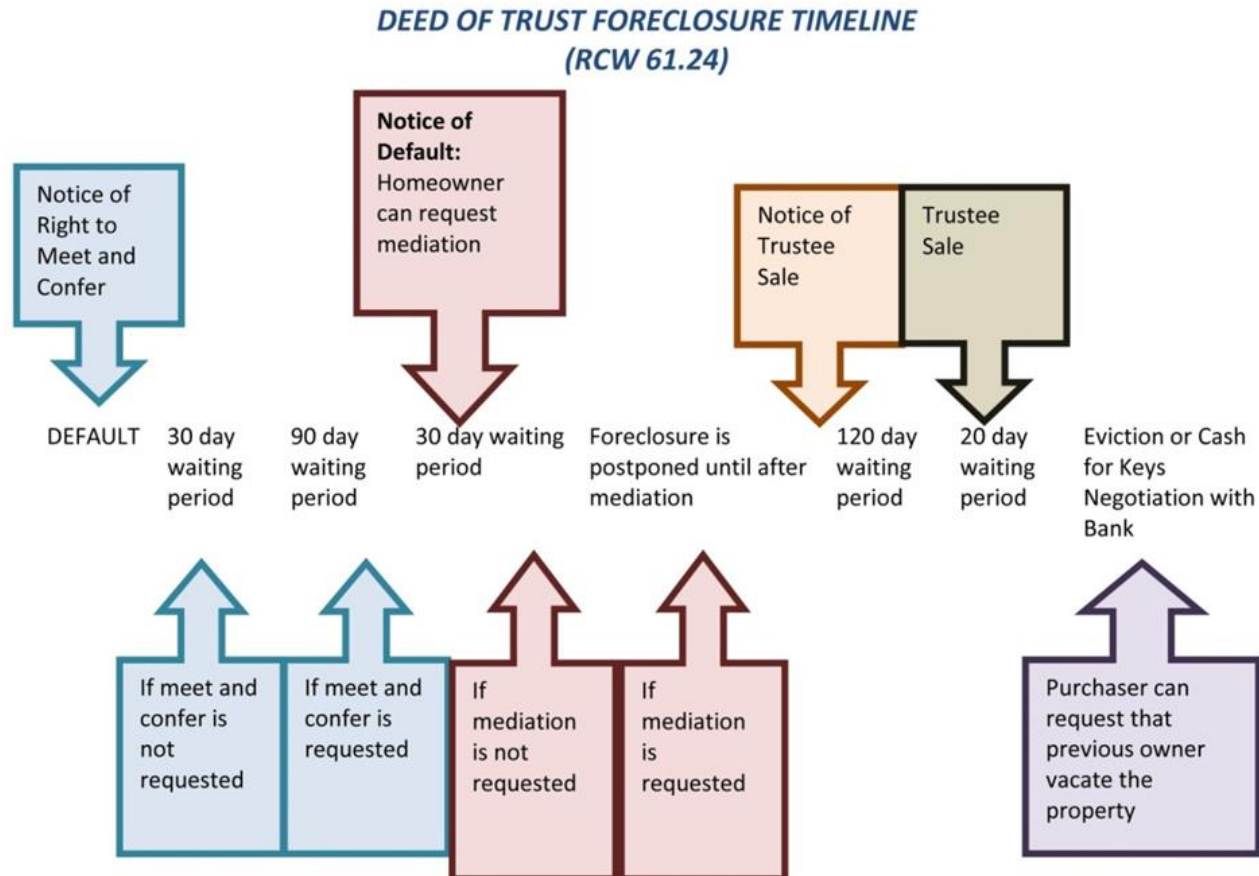 DEED OF TRUST FORECLOSURE TIMELINE
(RCW 61.24)
Notice of
Right to
Meet and
Confer
Notice of
Default:
Homeowner
can request
mediation
Notice of
Trustee
Sale
Trustee
Sale
DEFAULT
30 day
waiting
period
90 day
waiting
period
30 day waiting
period
Foreclosure is
postponed until after
mediation
120 day
waiting
period
20 day
waiting
period
Eviction or Cash
for Keys
Negotiation with
Bank
If meet and
confer is
not
requested
If meet and
confer is
requested
If
mediation
is not
requested
If
mediation
is
requested
Purchaser can
request that
previous owner
vacate the
property